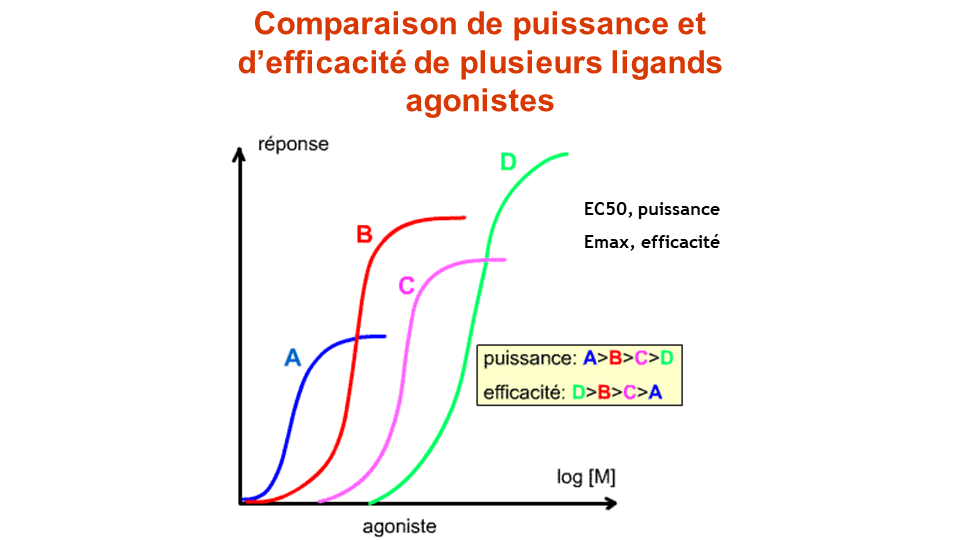 Comparaison de puissance et
d’efficacité de plusieurs ligands
agonistes
réponse
D
EC50, puissance
B
Emax, efficacité
C
A
puissance: A>B>C>D
efficacité: D>B>C>A
log [M]
agoniste